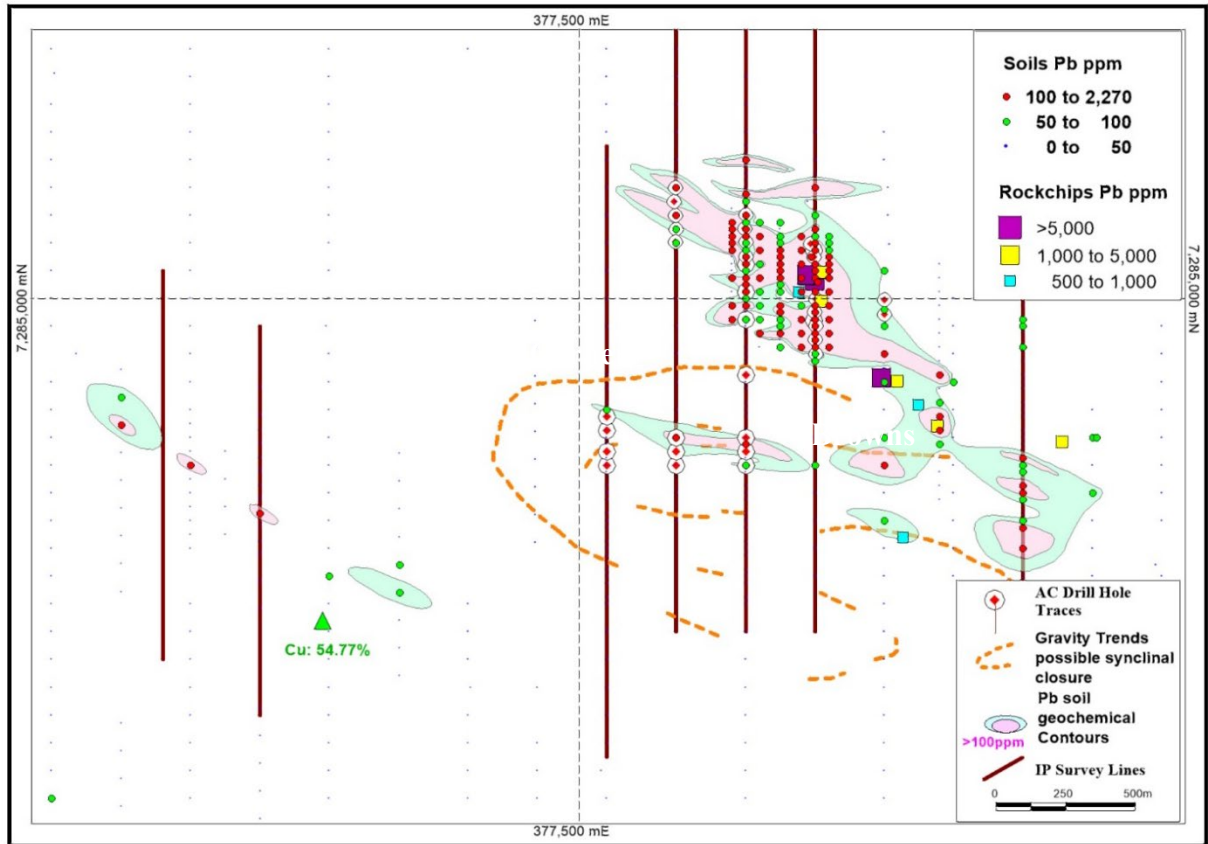 377,500 mE
Soils Pb ppm
100 to 2,270
50 to 100
0 to 50
Rockchips Pb ppm
>5,000
1,000 to 5,000
500 to 1,000
7,285,000 mN
7,285,000 mN
Cu: 54.77%
AC Drill Hole
Traces
Gravity Trends
possible synclinal
closure
Pb soil
geochemical
Contours
>100ppm
IP Survey Lines
0 250 500m
377,500 mE